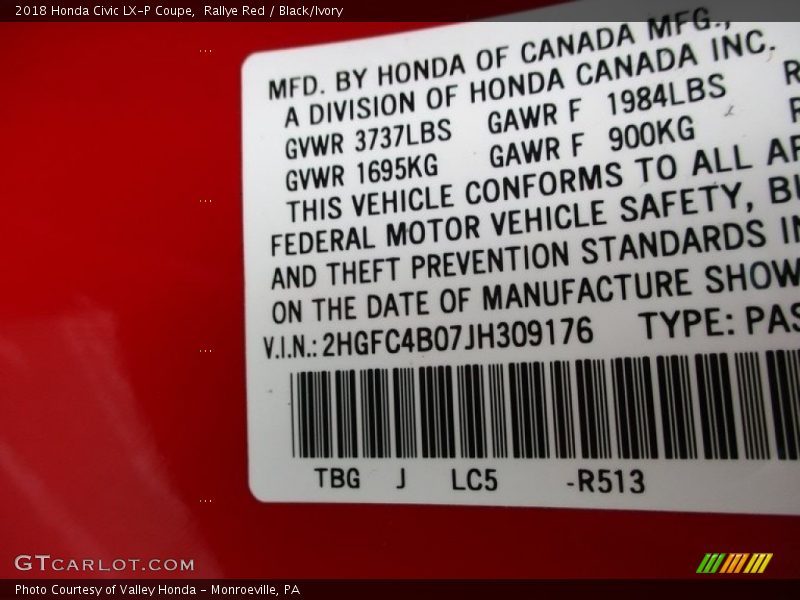 2018 Honda Civic LX-P Coupe,  Rallye Red / Black/Ivory
MFD. BY HONDA OF CANADA MFG.,
A DIVISION OF HONDA CANADA INC.
GVWR 3737LBS GAWR F 1984LBS R
GVWR 1695KG GAWR F 900KG
THIS VEHICLE CONFORMS TO ALL
FEDERAL MOTOR VEHICLE SAFETY,
AND THEFT PREVENTION STANDARDS
ON THE DATE OF MANUFACTURE SHOW
V.I.N.: 2HGFC4B07JH309176 TYPE: PAS
TBG J LC5 -R513
GTCARLOT.COM
Photo Courtesy of Valley Honda - Monroeville, PA